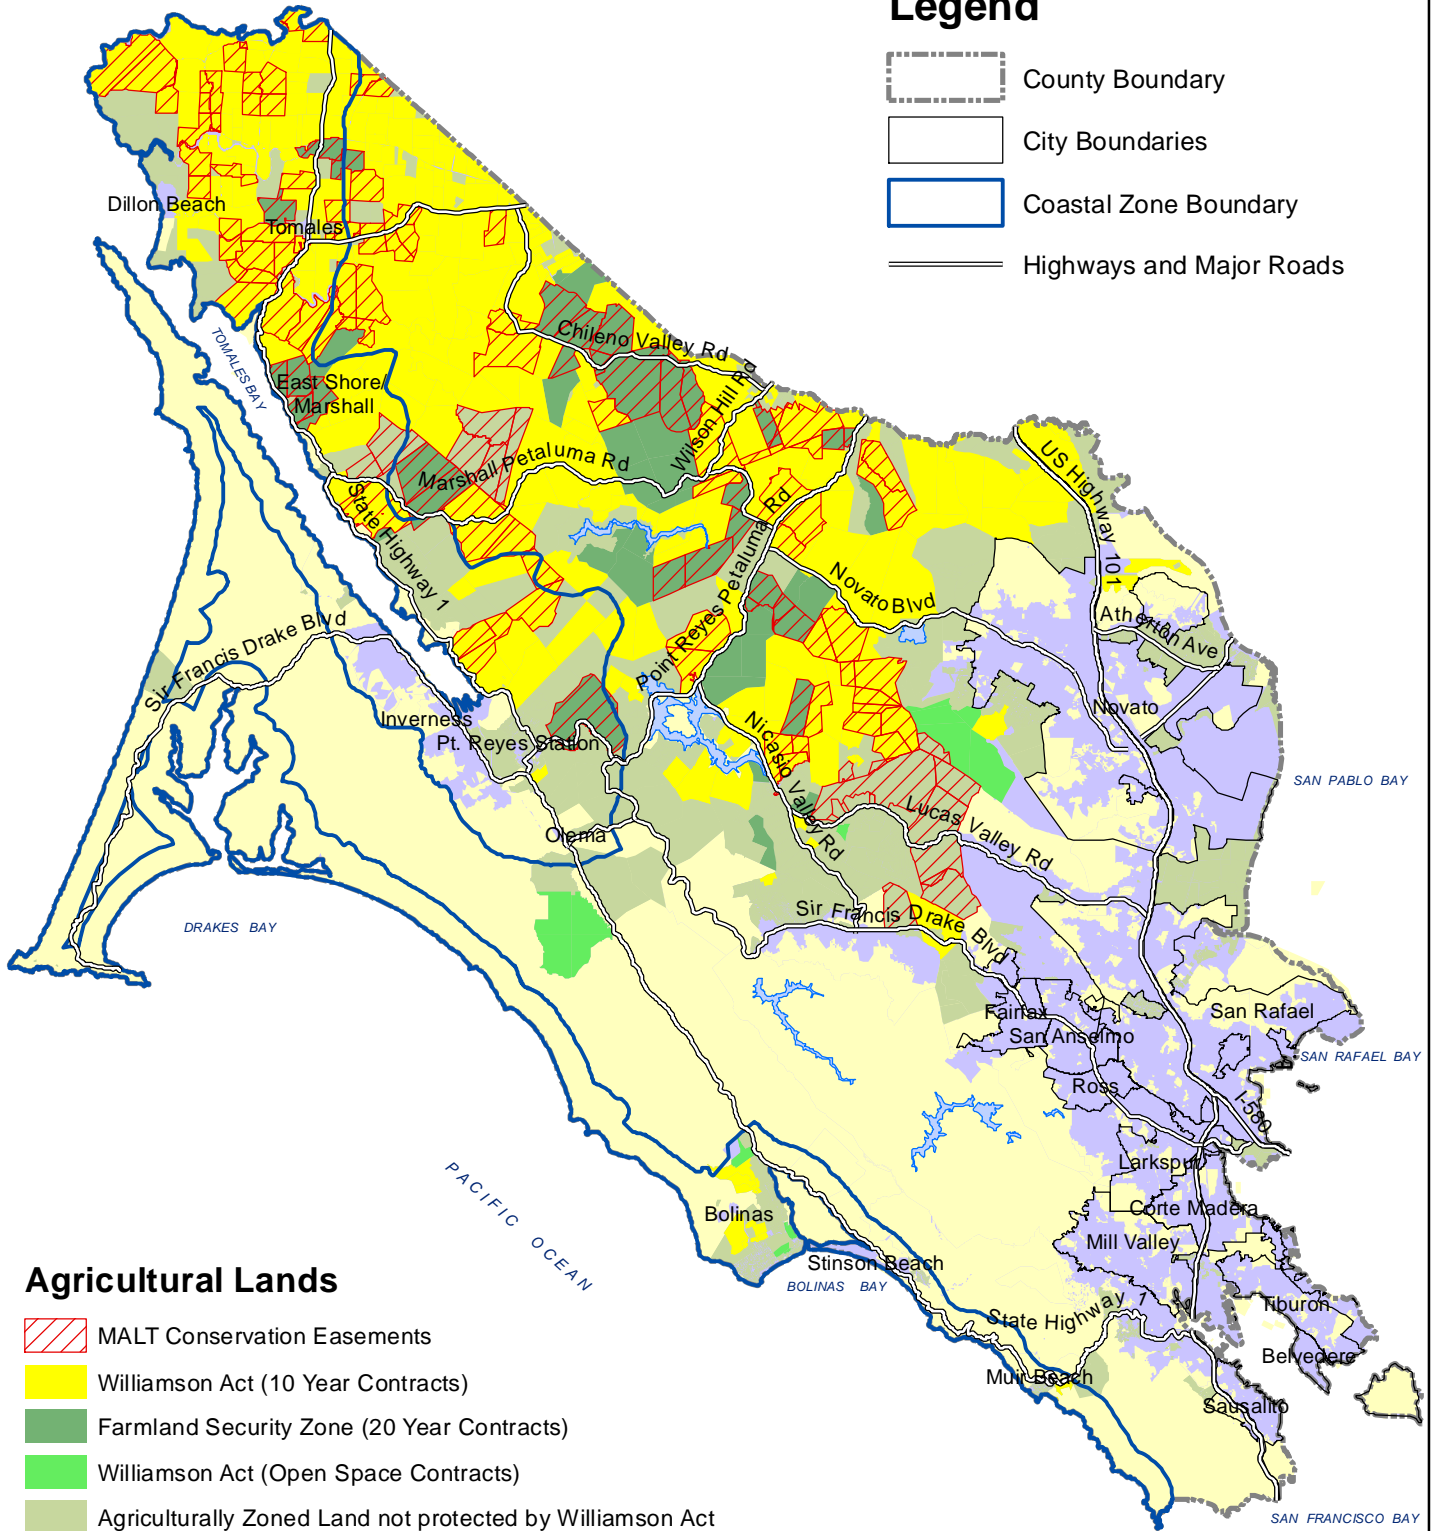 Legend
County Boundary
City Boundaries
Coastal Zone Boundary
Highways and Major Roads
Dillon Beach
Tomales
TOMALES BAY
Chileno Valley Rd
East Shore/
Marshall
Wilson Hill Rd
Marshall Petaluma Rd
State Highway 1
US Highway 101
Point Reyes Petaluma Rd
Novato Blvd
Atherton Ave
Sir Francis Drake Blvd
Inverness
Pt. Reyes Station
Novato
Nicasio Valley Rd
SAN PABLO BAY
Lucas Valley Rd
Olema
DRAKES BAY
Sir Francis Drake Blvd
Fairfax
San Anselmo
San Rafael
SAN RAFAEL BAY
Ross
I-580
Larkspur
PACIFIC OCEAN
Bolinas
Corte Madera
Mill Valley
Stinson Beach
BOLINAS BAY
State Highway 1
Tiburon
Belvedere
Muir Beach
Sausalito
SAN FRANCISCO BAY
Agricultural Lands
MALT Conservation Easements
Williamson Act (10 Year Contracts)
Farmland Security Zone (20 Year Contracts)
Williamson Act (Open Space Contracts)
Agriculturally Zoned Land not protected by Williamson Act